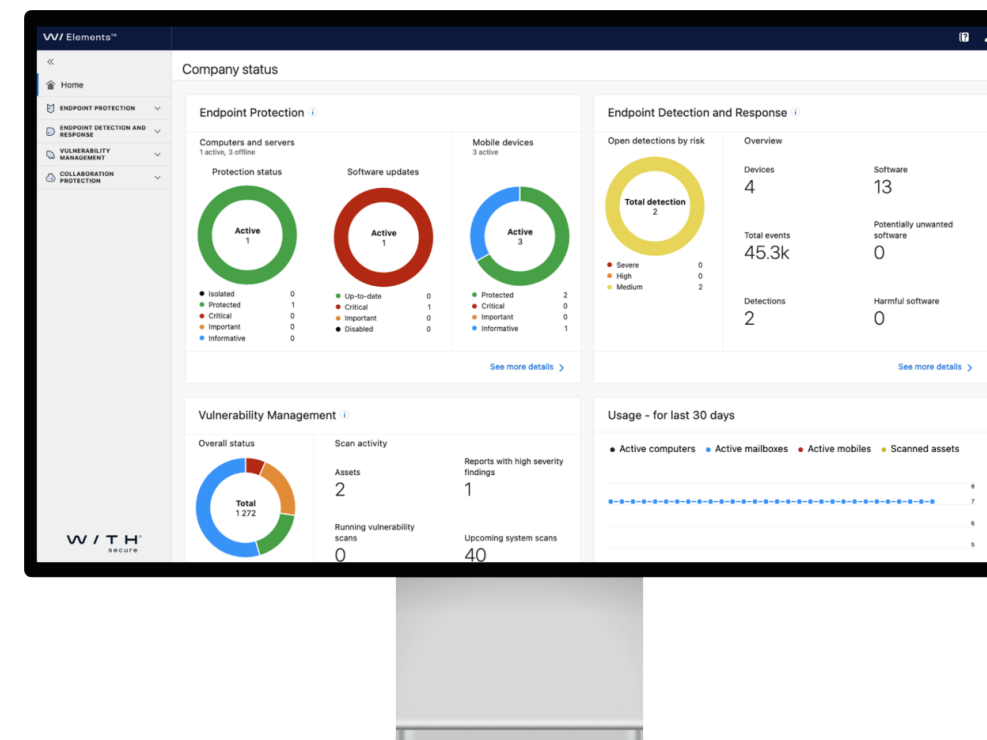 W/ Elements™
Company status
Home
ENDPOINT PROTECTION
ENDPOINT DETECTION AND
RESPONSE
VULNERABILITY
MANAGEMENT
COLLABORATION
PROTECTION
W/TH
secure
Endpoint Protection
Computers and servers
1 active, 3 offline
Protection status
Active
1
Isolated 0
Protected 1
Critical 0
Important 0
Informative 0
Software updates
Active
1
Up-to-date 0
Critical 1
Important 0
Disabled 0
Mobile devices
3 active
Active
3
Protected 2
Critical 0
Important 0
Informative 1
See more details
Endpoint Detection and Response
Open detections by risk
Total detection
2
Severe 0
High 0
Medium 2
Overview
Devices
4
Software
13
Total events
45.3k
Potentially unwanted
software
0
Detections
2
Harmful software
0
See more details
Vulnerability Management
Overall status
Total
1 272
Scan activity
Assets
2
Reports with high severity
findings
1
Running vulnerability
scans
0
Upcoming system scans
40
Usage - for last 30 days
Active computers Active mailboxes Active mobiles Scanned assets
8
7
6
5